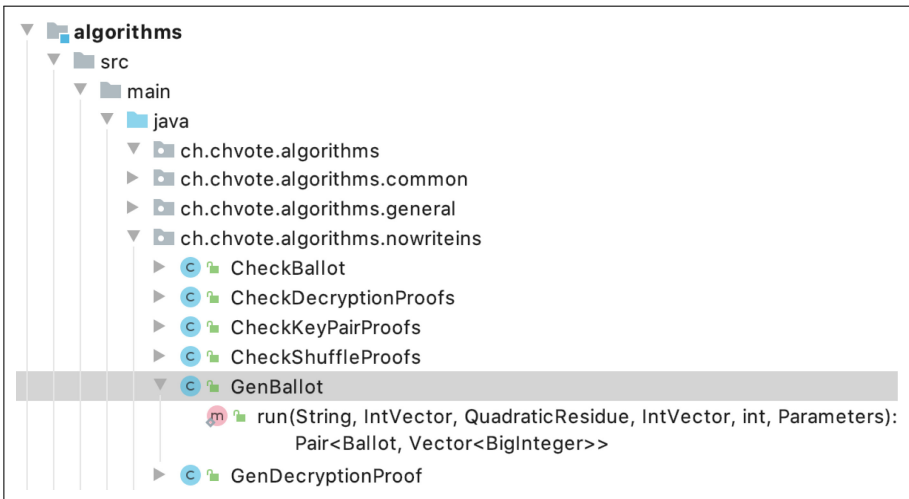 algorithms
src
main
java
ch.chvote.algorithms
ch.chvote.algorithms.common
ch.chvote.algorithms.general
ch.chvote.algorithms.nowriteins
C CheckBallot
C CheckDecryptionProofs
C CheckKeyPairProofs
C CheckShuffleProofs
C GenBallot
m run(String, IntVector, QuadraticResidue, IntVector, int, Parameters):
Pair<Ballot, Vector<BigInteger>>
C GenDecryptionProof